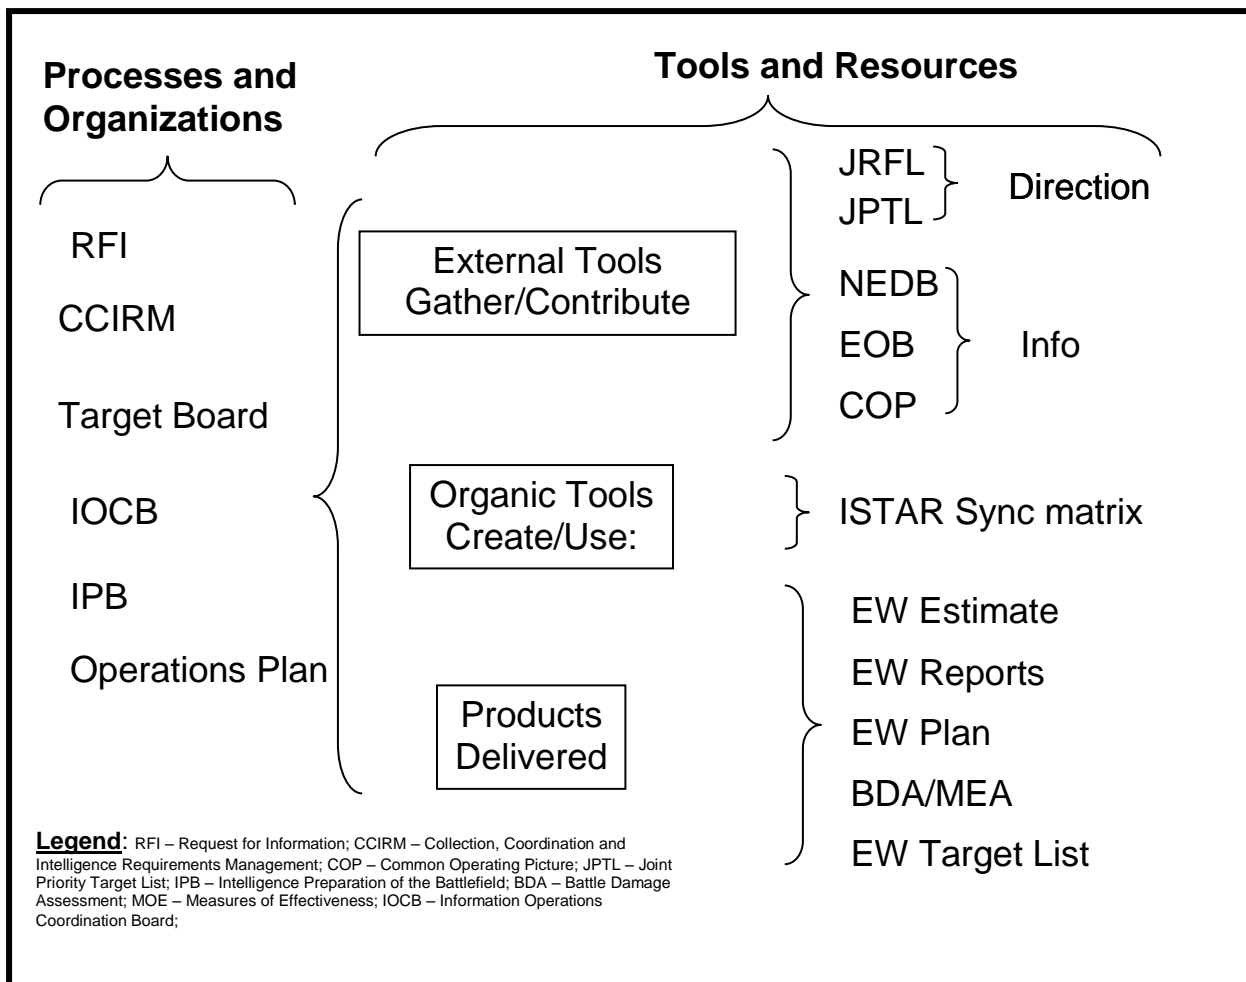 Processes and
Organizations
RFI
CCIRM
Target Board
IOCB
IPB
Operations Plan
Tools and Resources
External Tools
Gather/Contribute
JRFL
JPTL
Direction
NEDB
EOB
COP
Info
Organic Tools
Create/Use:
ISTAR Sync matrix
Products
Delivered
EW Estimate
EW Reports
EW Plan
BDA/MEA
EW Target List
Legend: RFI – Request for Information; CCIRM – Collection, Coordination and
Intelligence Requirements Management; COP – Common Operating Picture; JPTL – Joint
Priority Target List; IPB – Intelligence Preparation of the Battlefield; BDA – Battle Damage
Assessment; MOE – Measures of Effectiveness; IOCB – Information Operations
Coordination Board;